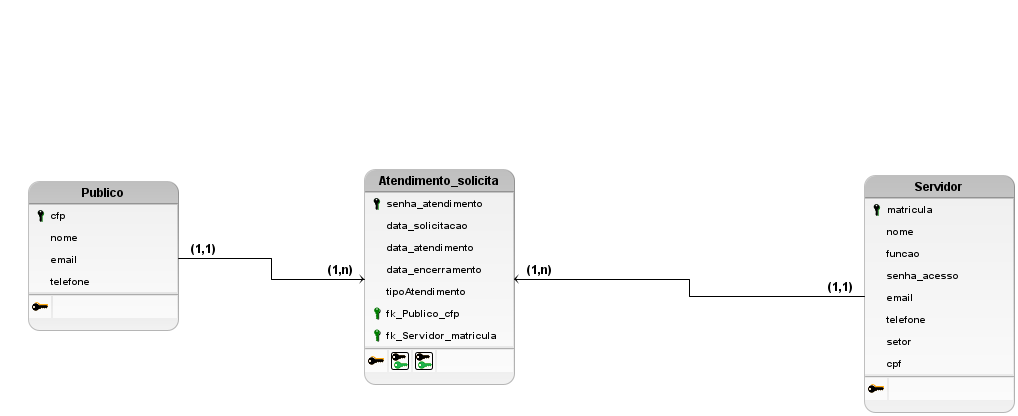 Publico
cfp
nome
email
telefone
(1,1)
(1,n)
Atendimento_solicita
senha_atendimento
data_solicitacao
data_atendimento
data_encerramento
tipoAtendimento
fk_Publico_cfp
fk_Servidor_matricula
(1,n)
(1,1)
Servidor
matricula
nome
funcao
senha_acesso
email
telefone
setor
cpf